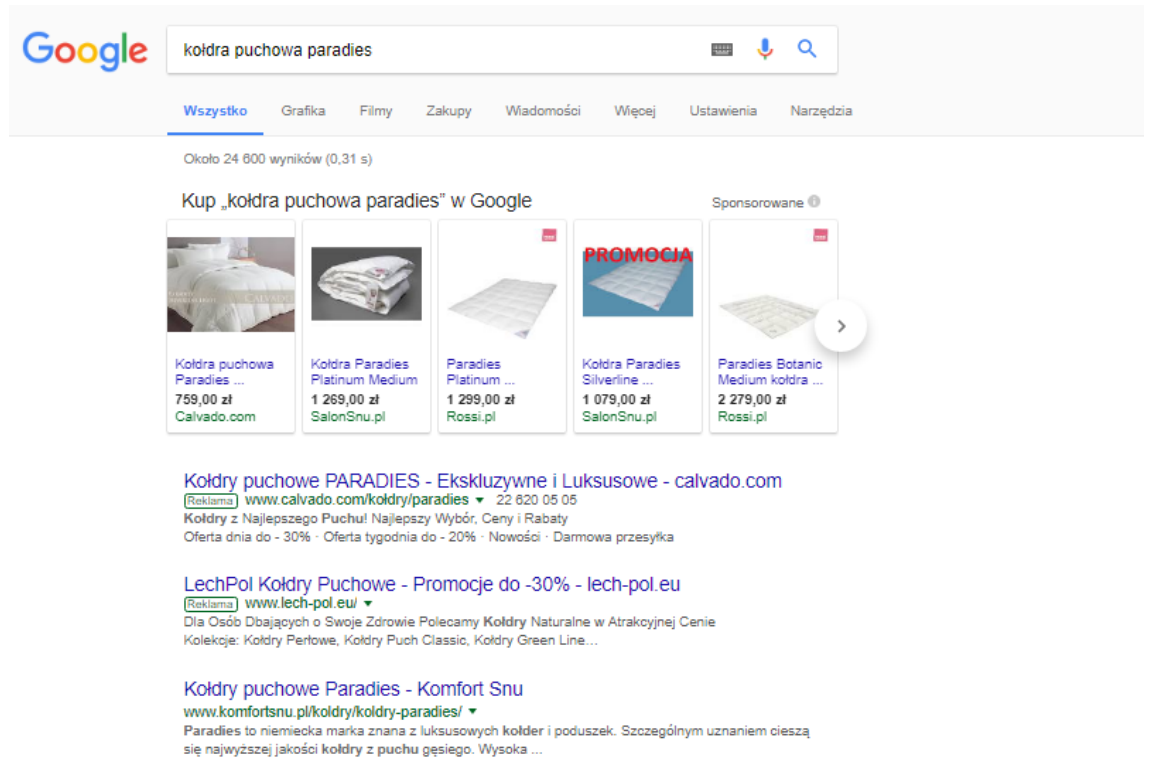 Google
kołdra puchowa paradies
Wszystko Grafika Filmy Zakupy Wiadomości Więcej Ustawienia Narzędzia
Około 24 600 wyników (0,31 s)
Kup „kołdra puchowa paradies” w Google Sponsorowane
CALVADO
PROMOCJA
Kołdra puchowa
Paradies ...
759,00 zł
Calvado.com
Kołdra Paradies
Platinum Medium
1 269,00 zł
SalonSnu.pl
Paradies
Platinum ...
1 299,00 zł
Rossi.pl
Kołdra Paradies
Silverline ...
1 079,00 zł
SalonSnu.pl
Paradies Botanic
Medium kołdra ...
2 279,00 zł
Rossi.pl
Kołdry puchowe PARADIES - Ekskluzywne i Luksusowe - calvado.com
Reklama www.calvado.com/kołdry/paradies 22 620 05 05
Kołdry z Najlepszego Puchu! Najlepszy Wybór, Ceny i Rabaty
Oferta dnia do - 30% · Oferta tygodnia do - 20% · Nowości · Darmowa przesyłka
LechPol Kołdry Puchowe - Promocje do -30% - lech-pol.eu
Reklama www.lech-pol.eu/
Dla Osób Dbających o Swoje Zdrowie Polecamy Kołdry Naturalne w Atrakcyjnej Cenie
Kolekcje: Kołdry Perłowe, Kołdry Puch Classic, Kołdry Green Line...
Kołdry puchowe Paradies - Komfort Snu
www.komfortsnu.pl/koldry/koldry-paradies/
Paradies to niemiecka marka znana z luksusowych kołder i poduszek. Szczególnym uznaniem cieszą
się najwyższej jakości kołdry z puchu gęsiego. Wysoka ...